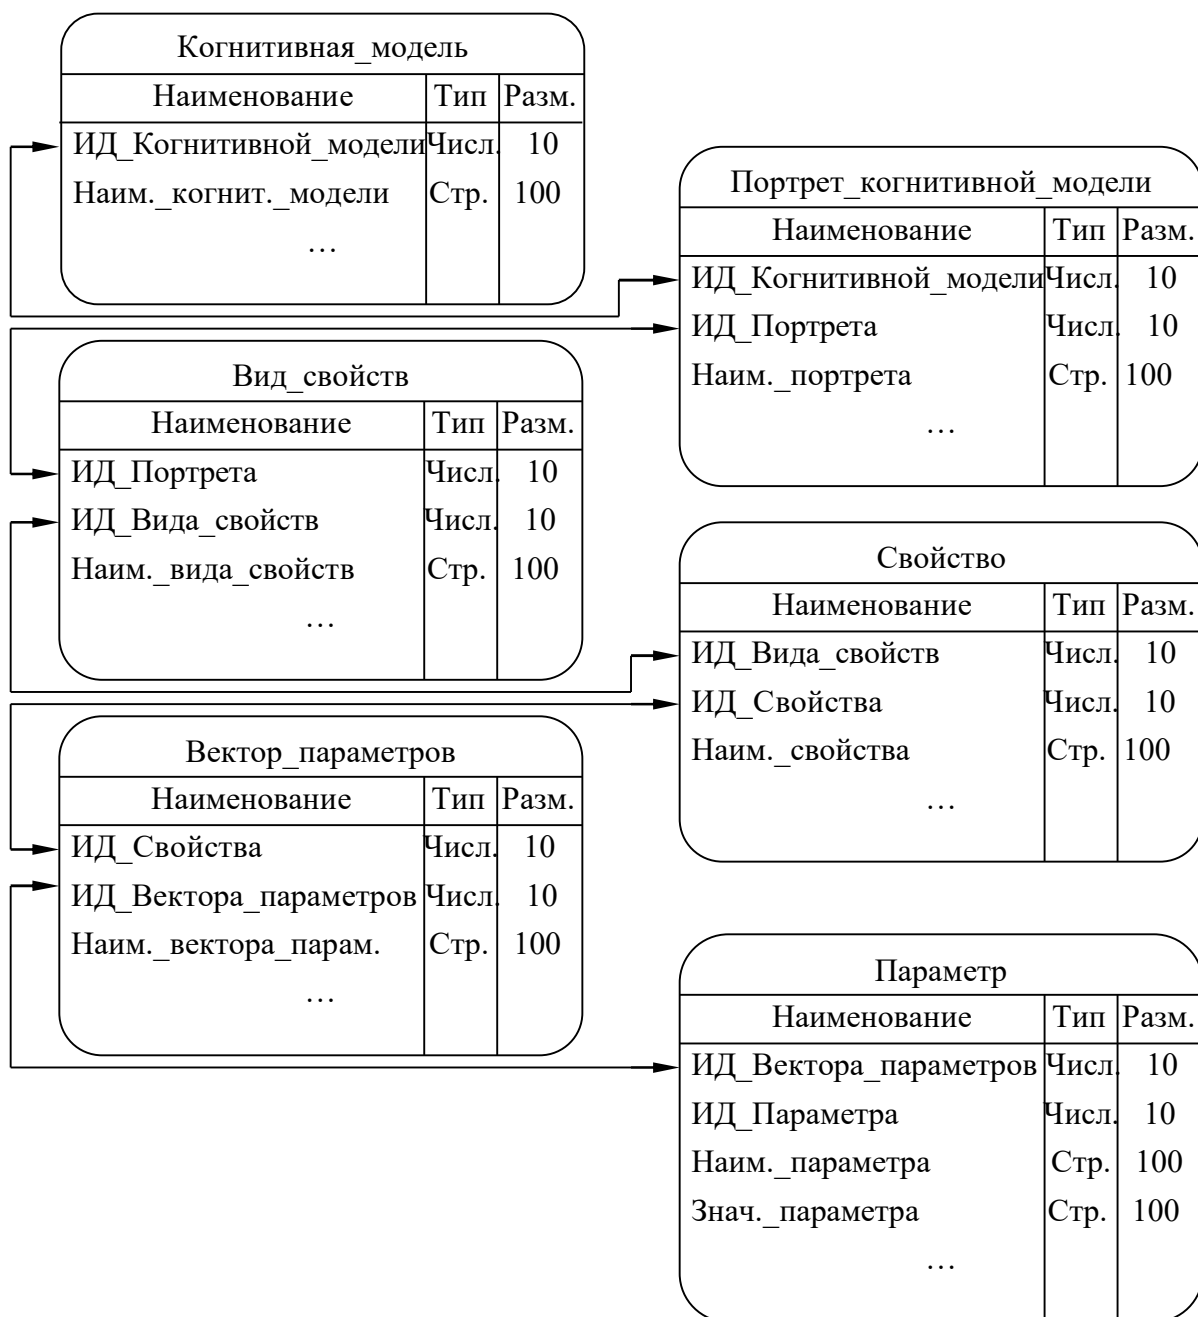 Когнитивная_модель
Наименование Тип Разм.
ИД_Когнитивной_модели Числ. 10
Наим._когнит._модели Стр. 100
…
Портрет_когнитивной_модели
Наименование Тип Разм.
ИД_Когнитивной_модели Числ. 10
ИД_Портрета Числ. 10
Наим._портрета Стр. 100
…
Вид_свойств
Наименование Тип Разм.
ИД_Портрета Числ. 10
ИД_Вида_свойств Числ. 10
Наим._вида_свойств Стр. 100
…
Свойство
Наименование Тип Разм.
ИД_Вида_свойств Числ. 10
ИД_Свойства Числ. 10
Наим._свойства Стр. 100
…
Вектор_параметров
Наименование Тип Разм.
ИД_Свойства Числ. 10
ИД_Вектора_параметров Числ. 10
Наим._вектора_парам. Стр. 100
…
Параметр
Наименование Тип Разм.
ИД_Вектора_параметров Числ. 10
ИД_Параметра Числ. 10
Наим._параметра Стр. 100
Знач._параметра Стр. 100
…